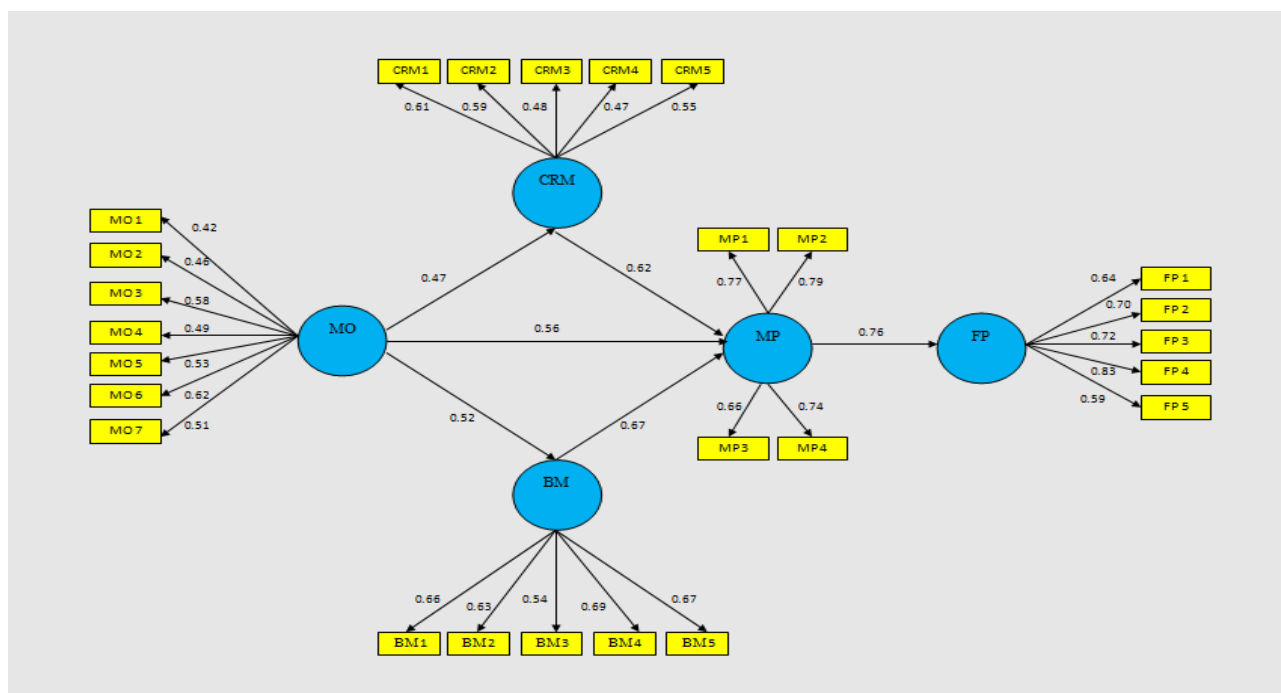 CRM1
CRM2
CRM3
CRM4
CRM5
0.61
0.59
0.48
0.47
0.55
CRM
MO1
MO2
MO3
MO4
MO5
MO6
MO7
0.42
0.46
0.58
0.49
0.53
0.62
0.51
MO
0.47
0.56
0.52
0.62
0.67
MP1
MP2
0.77
0.79
MP
0.66
0.74
MP3
MP4
0.76
FP
0.64
0.70
0.72
0.83
0.59
FP1
FP2
FP3
FP4
FP5
BM
0.66
0.63
0.54
0.69
0.67
BM1
BM2
BM3
BM4
BM5